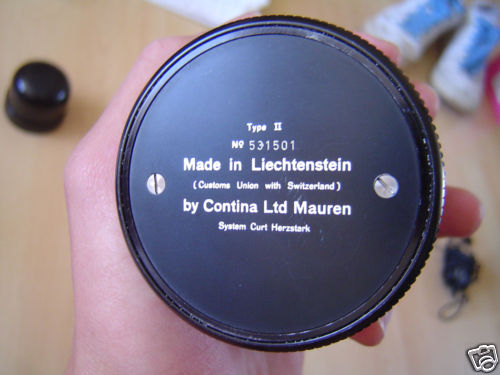 Type II
Nº 531501
Made in Liechtenstein
(Customs Union with Switzerland)
by Contina Ltd Mauren
System Curt Herzstark